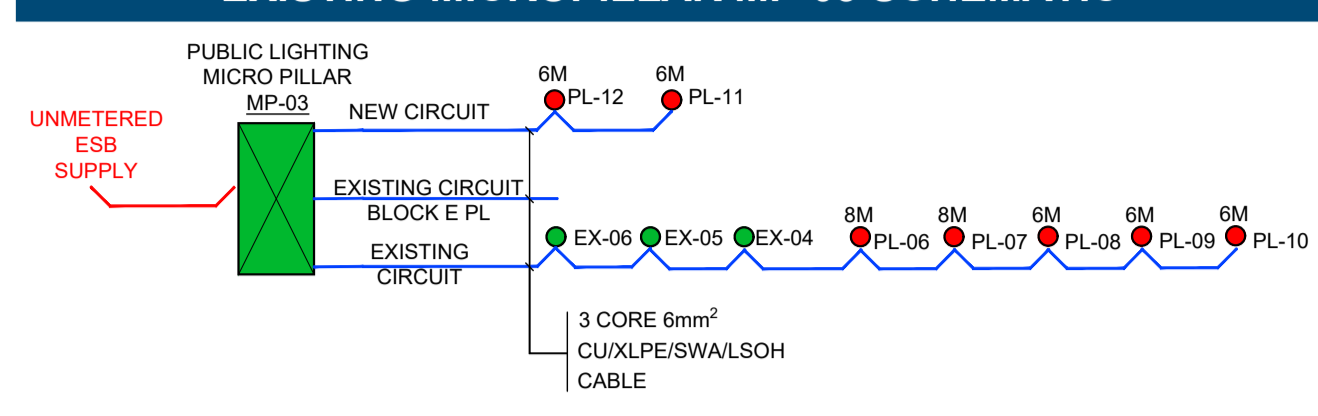 PUBLIC LIGHTING
MICRO PILLAR
MP-03
UNMETERED
ESB
SUPPLY
NEW CIRCUIT
6M
PL-12
6M
PL-11
EXISTING CIRCUIT
BLOCK E PL
EXISTING
CIRCUIT
EX-06
EX-05
EX-04
8M
PL-06
8M
PL-07
6M
PL-08
6M
PL-09
6M
PL-10
3 CORE 6mm²
CU/XLPE/SWA/LSOH
CABLE